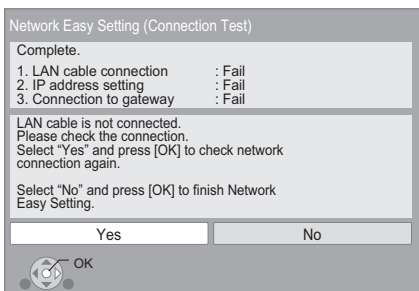 Network Easy Setting (Connection Test)
Complete.
1. LAN cable connection : Fail
2. IP address setting : Fail
3. Connection to gateway : Fail
LAN cable is not connected.
Please check the connection.
Select “Yes” and press [OK] to check network
connection again.
Select “No” and press [OK] to finish Network
Easy Setting.
Yes No
OK